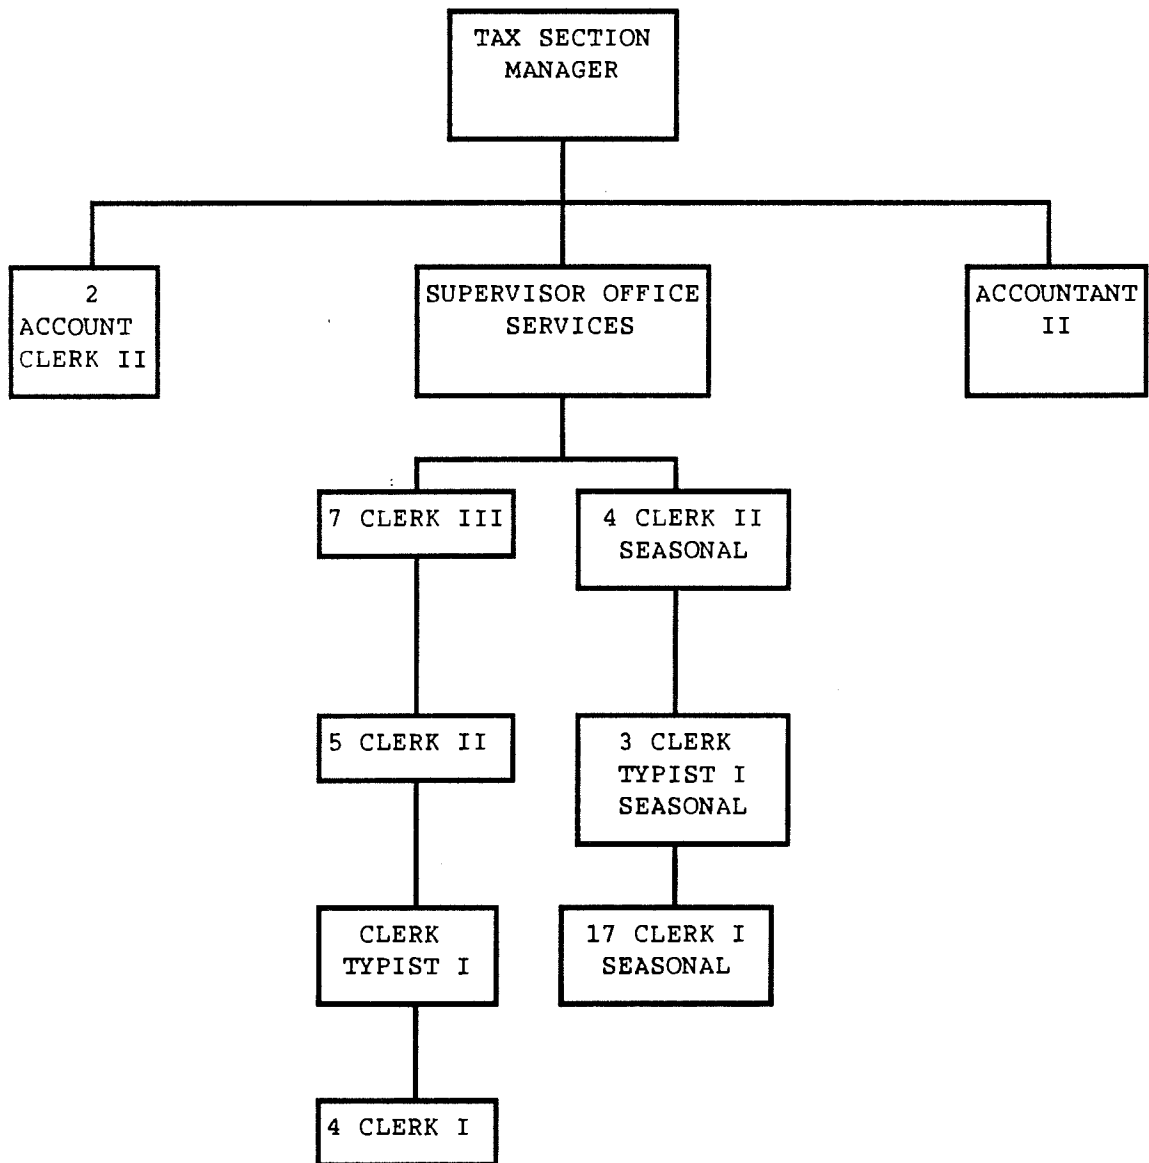 TAX SECTION
MANAGER
2
ACCOUNT
CLERK II
SUPERVISOR OFFICE
SERVICES
ACCOUNTANT
II
7 CLERK III
4 CLERK II
SEASONAL
5 CLERK II
3 CLERK
TYPIST I
SEASONAL
CLERK
TYPIST I
17 CLERK I
SEASONAL
4 CLERK I